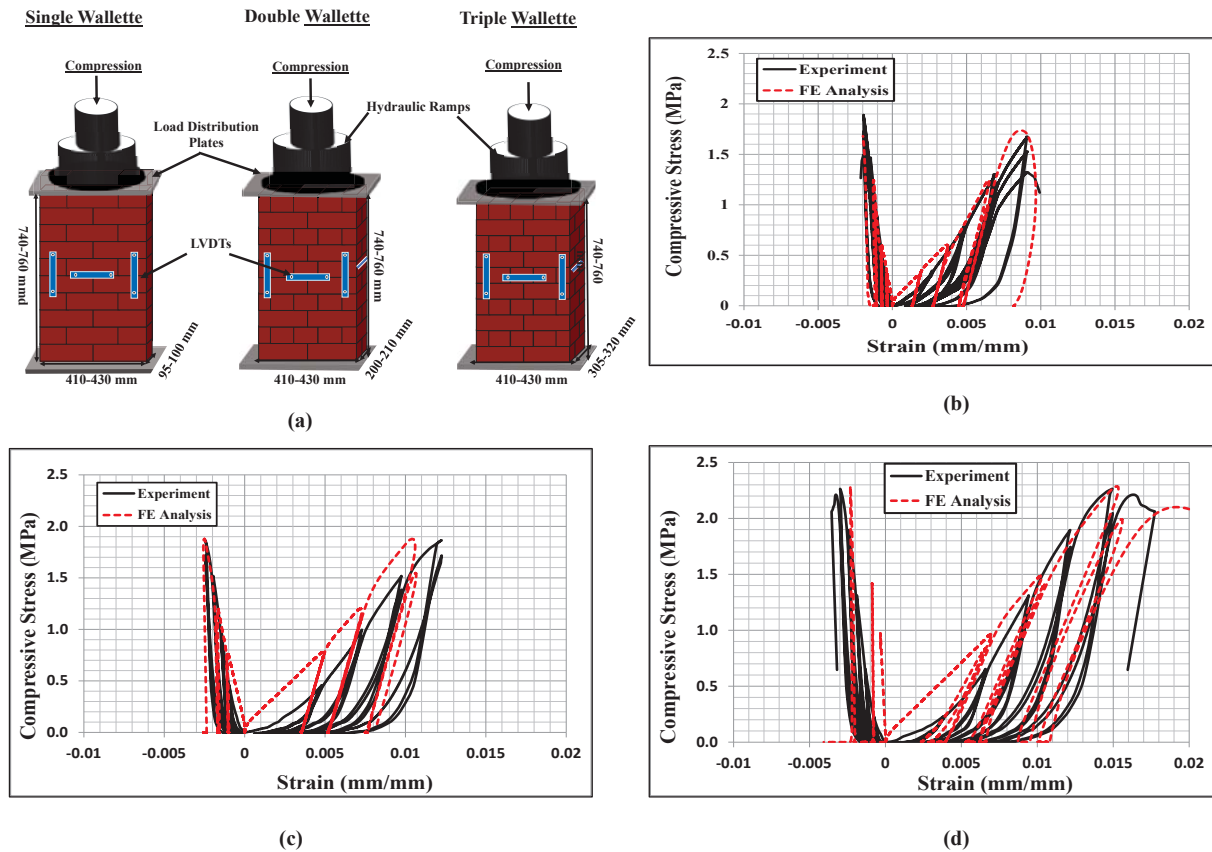 Single Wallette
Double Wallette
Triple Wallette
Compression
Compression
Compression
Hydraulic Ramps
Load Distribution
Plates
LVDTs
740-760 mmd
740-760 mm
740-760
410-430 mm
95-100 mm
410-430 mm
200-210 mm
410-430 mm
305-320 mm
(a)
2.5
2
1.5
1
0.5
0
Compressive Stress (MPa)
Experiment
FE Analysis
-0.01
-0.005
0
0.005
0.01
0.015
0.02
Strain (mm/mm)
(b)
2.5
2.0
1.5
1.0
0.5
0.0
Compressive Stress (MPa)
Experiment
FE Analysis
-0.01
-0.005
0
0.005
0.01
0.015
0.02
Strain (mm/mm)
(c)
2.5
2.0
1.5
1.0
0.5
0.0
Compressive Stress (MPa)
Experiment
FE Analysis
-0.01
-0.005
0
0.005
0.01
0.015
0.02
Strain (mm/mm)
(d)